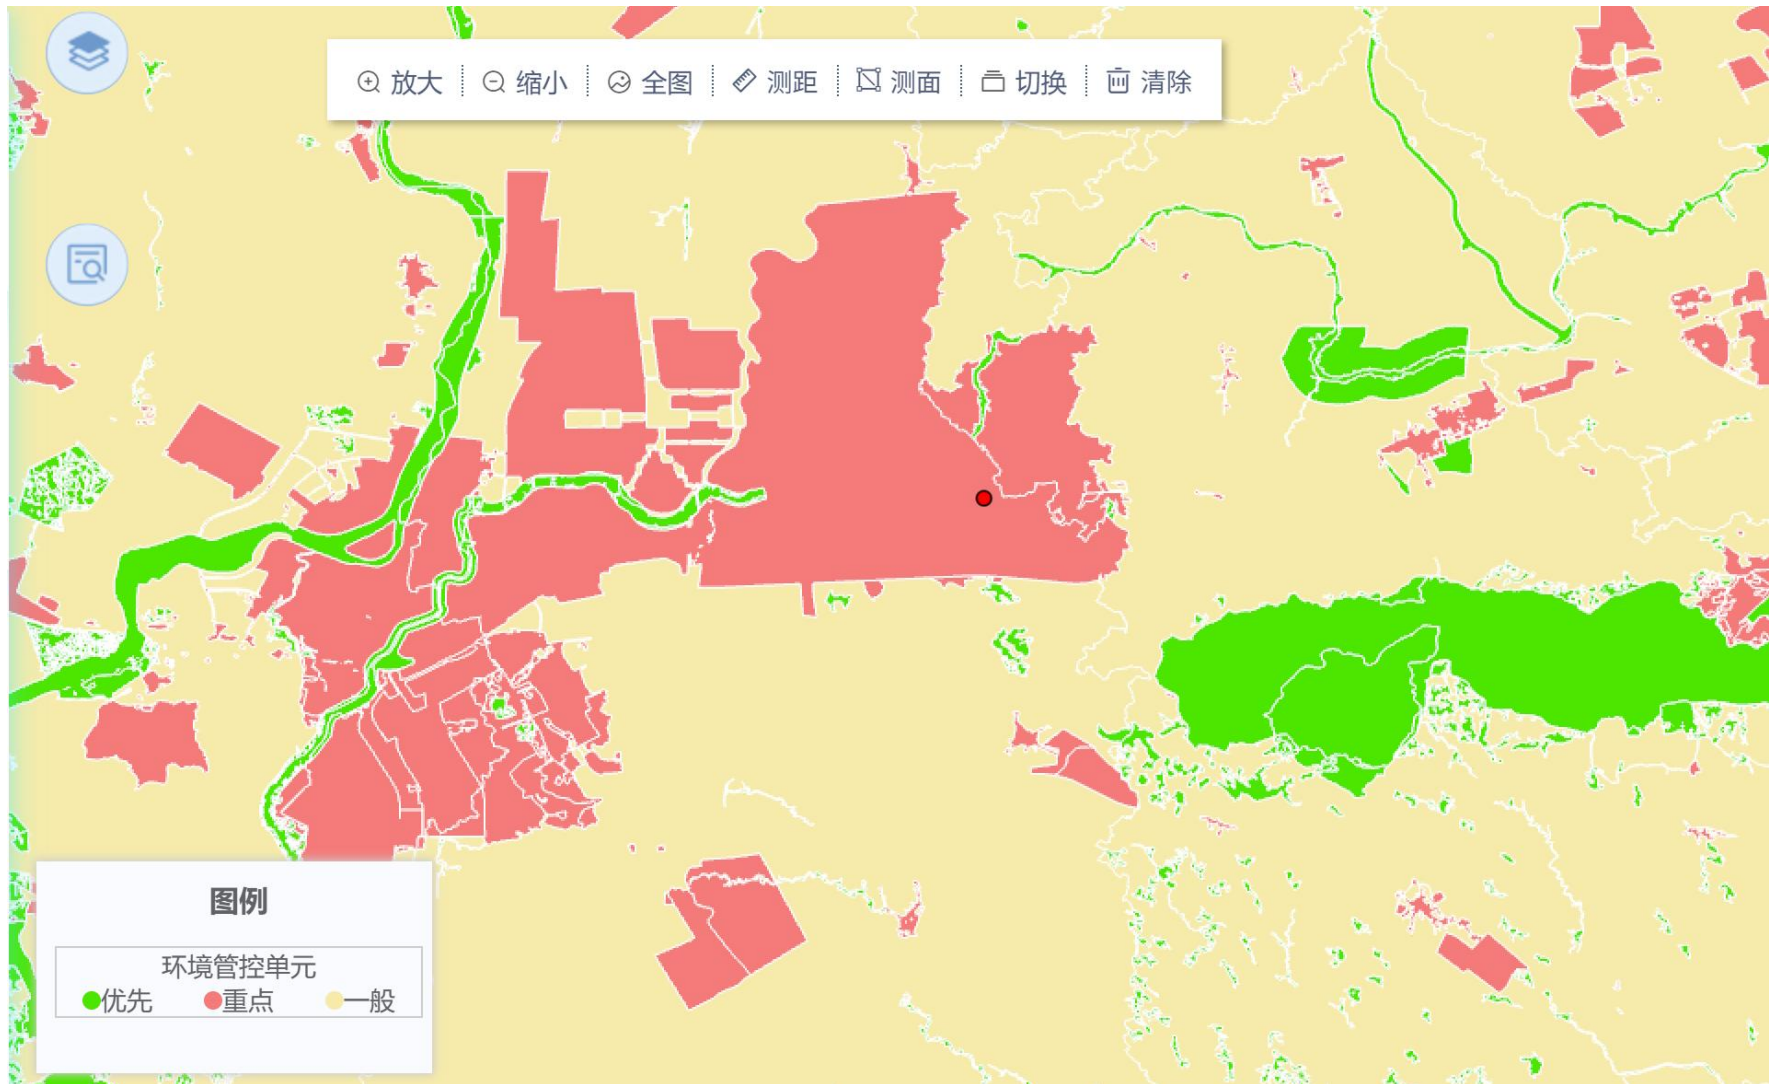 放大 缩小 全图 测距 测面 切换 清除
图例
环境管控单元
优先 重点 一般